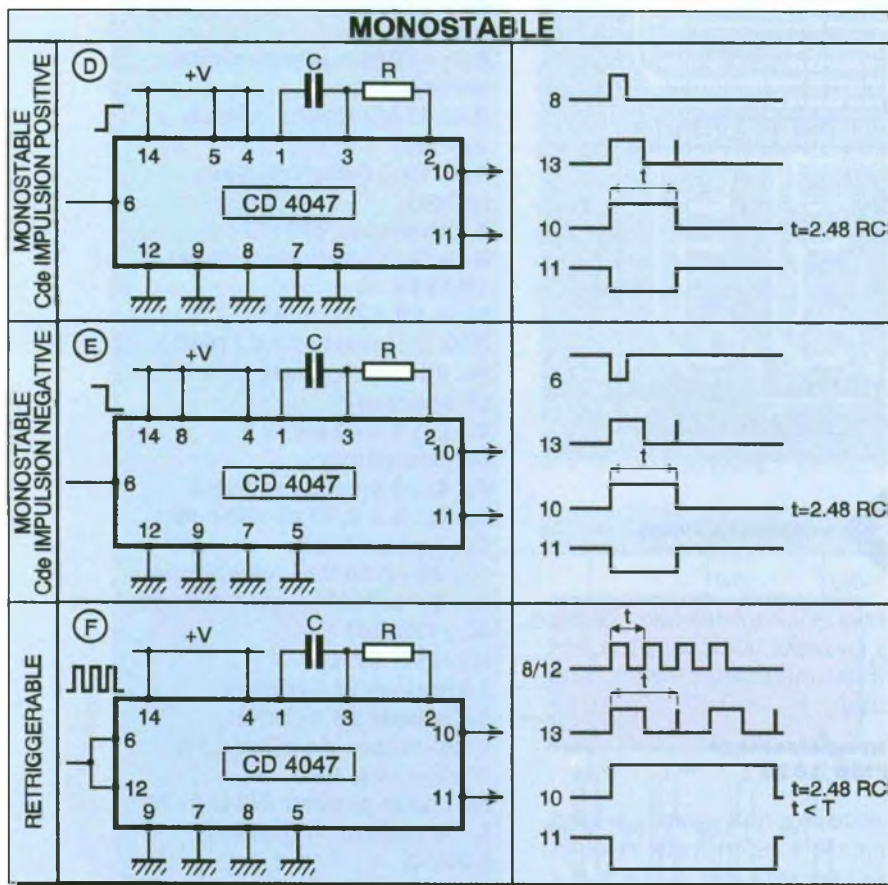 MONOSTABLE
MONOSTABLE
Cde IMPULSION POSITIVE
D
+V
C
R
14 5 4 1 3 2
10
6
CD 4047
11
12 9 8 7 5
8
13
t
10
t=2.48 RC
11
MONOSTABLE
Cde IMPULSION NEGATIVE
E
+V
C
R
14 8 4 1 3 2
10
6
CD 4047
11
12 9 7 5
6
13
t
10
t=2.48 RC
11
RETRIGGERABLE
F
+V
C
R
14 4 1 3 2
6
10
CD 4047
12
11
9 7 8 5
t
8/12
t
13
10
t=2.48 RC
t < T
11